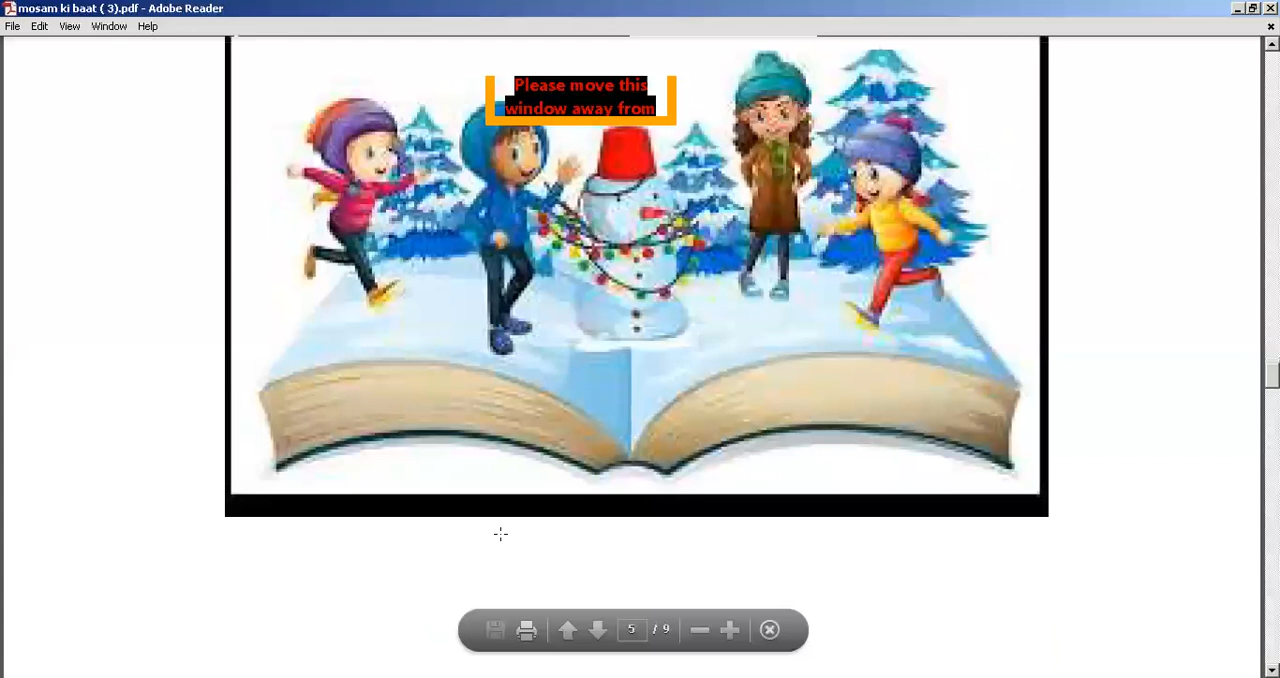 mosam ki baat ( 3).pdf - Adobe Reader
File Edit View Window Help
Please move this
window away from
5 / 9